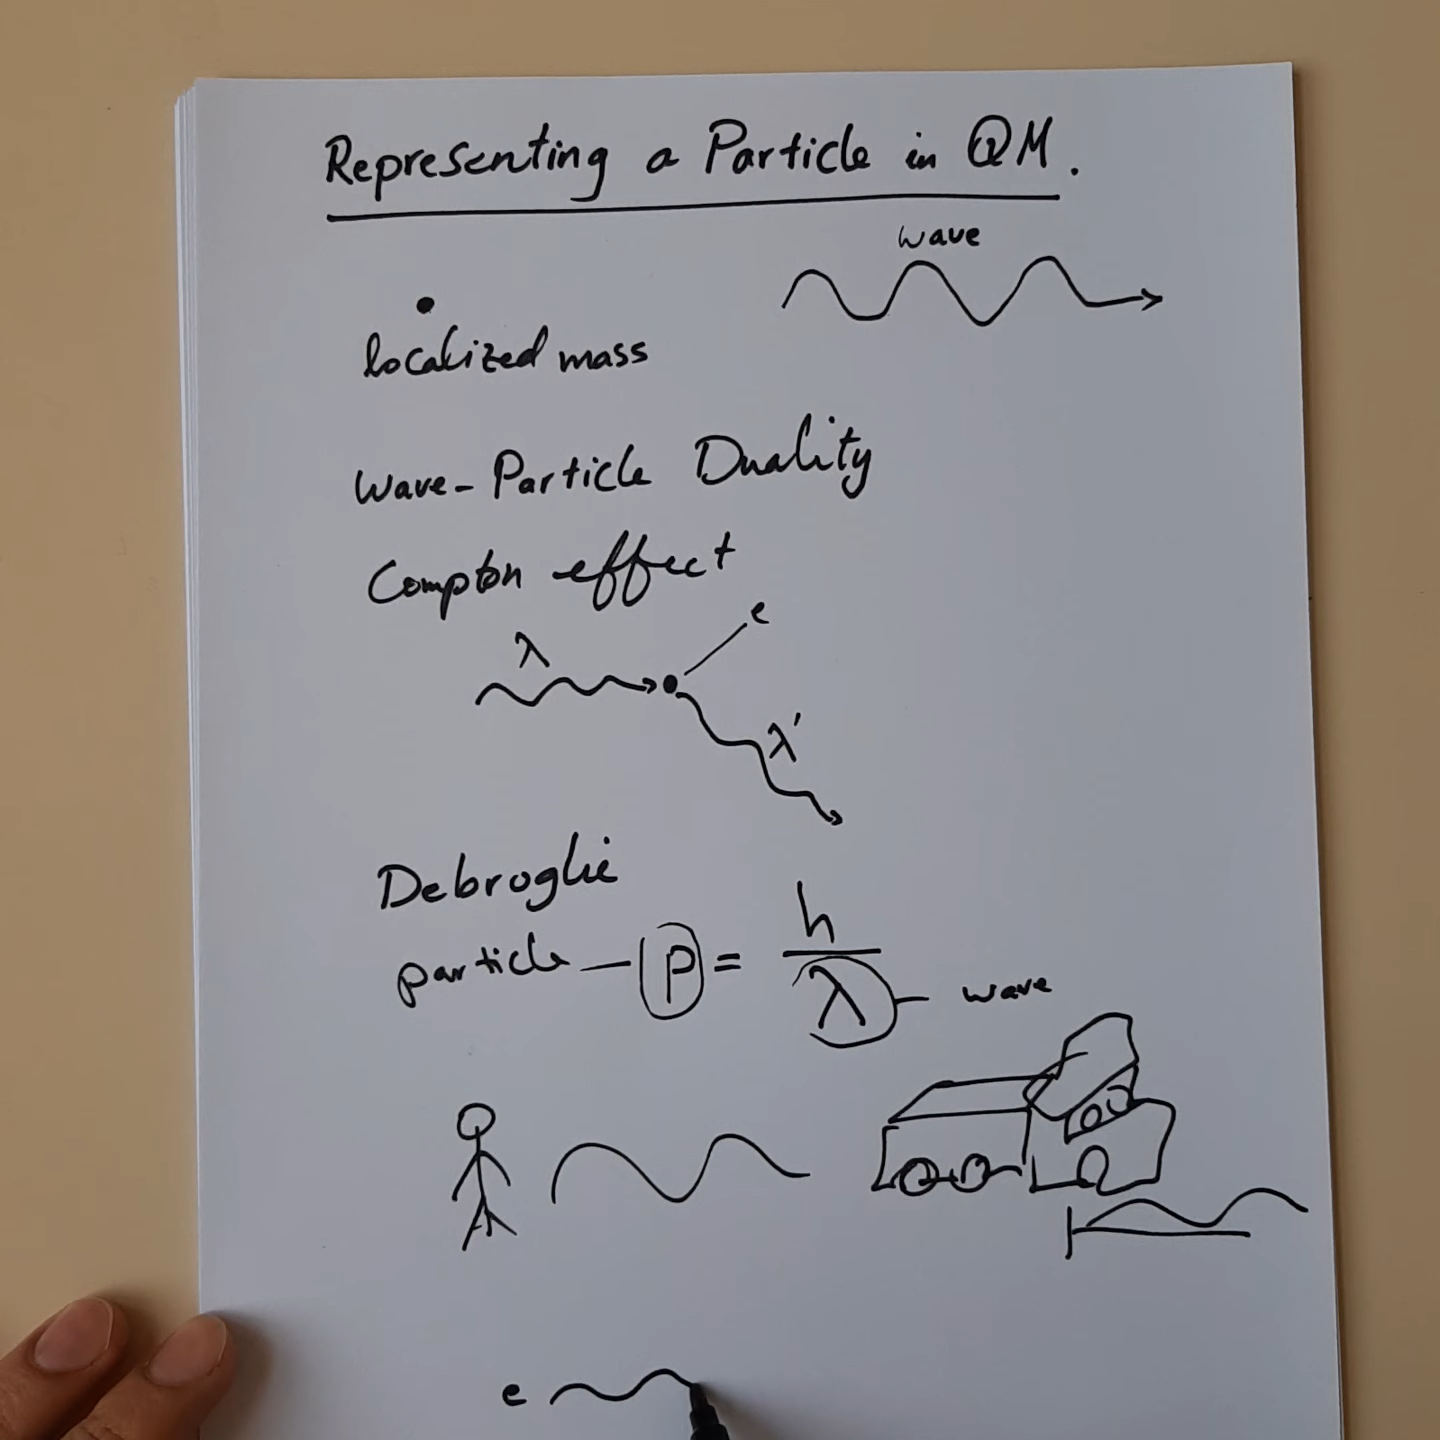 Representing a Particle in QM.
wave
localized mass
Wave-Particle Duality
Compton effect
e
λ
λ'
Debroglie
particle — p = h / λ — wave
e